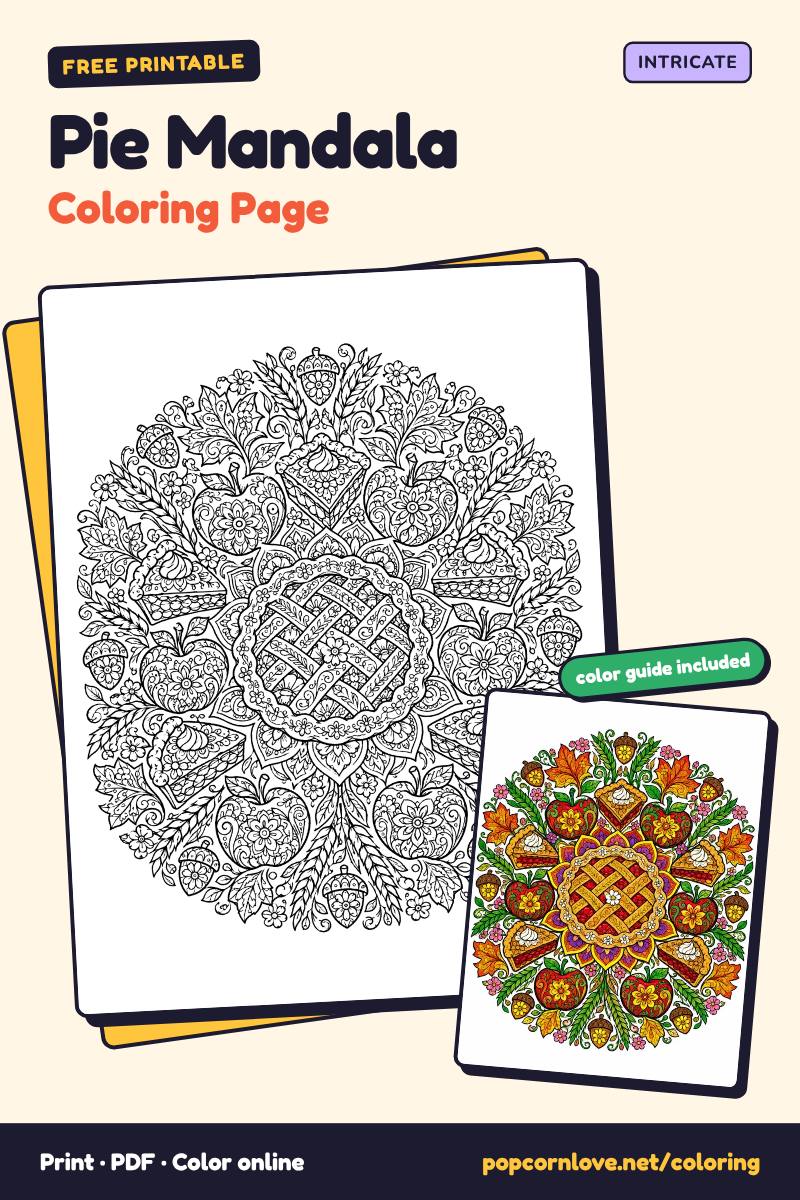 FREE PRINTABLE
INTRICATE
Pie Mandala
Coloring Page
color guide included
Print · PDF · Color online
popcornlove.net/coloring